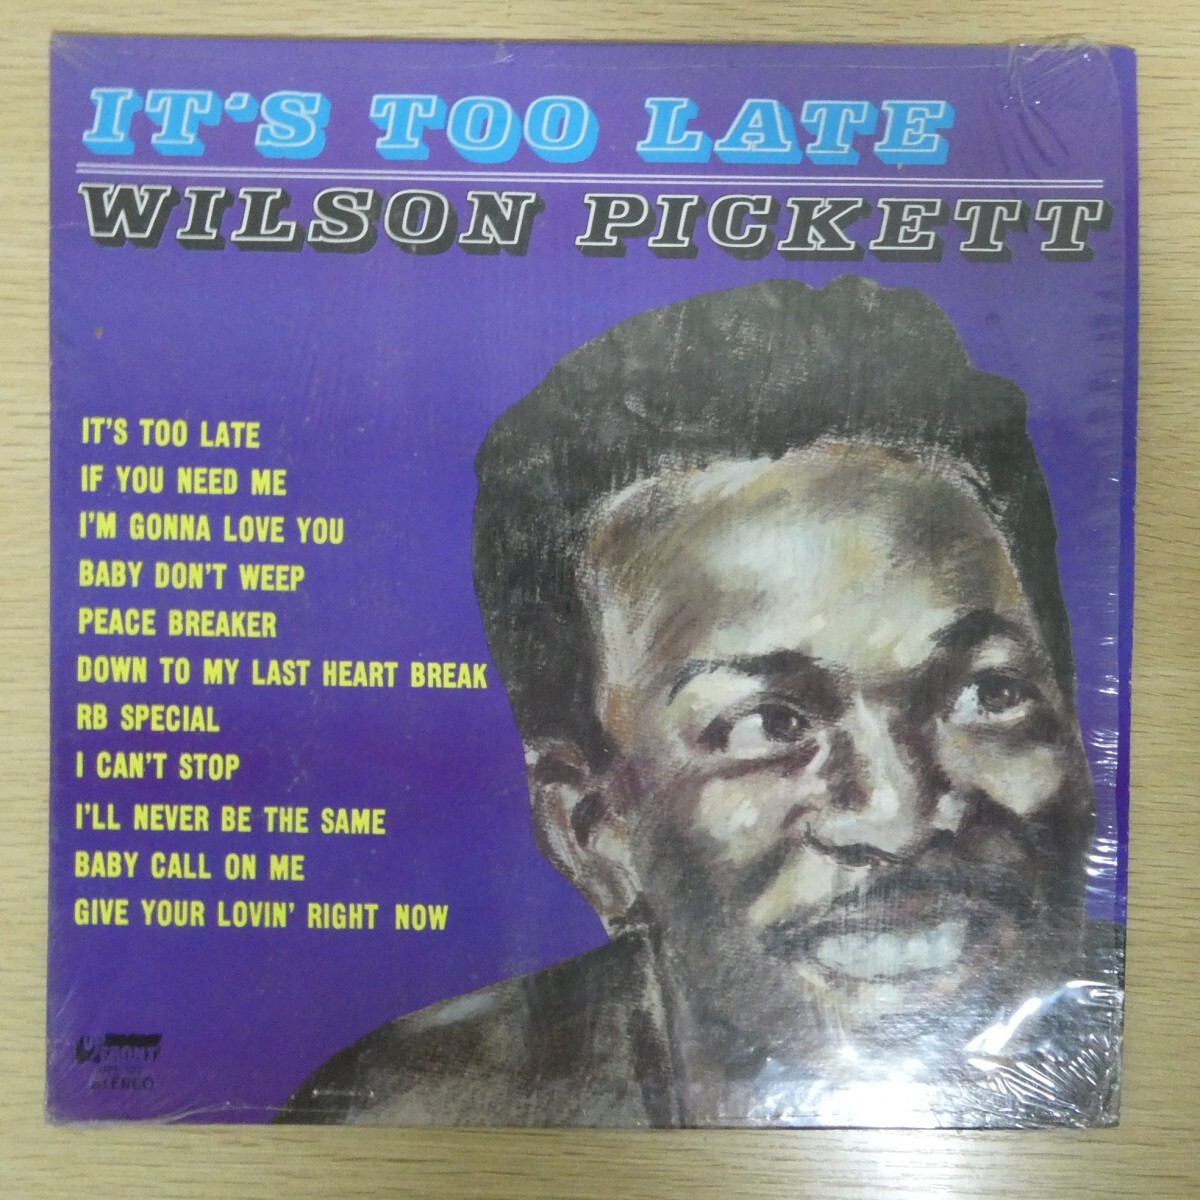 IT'S TOO LATE
WILSON PICKETT
IT'S TOO LATE
IF YOU NEED ME
I'M GONNA LOVE YOU
BABY DON'T WEEP
PEACE BREAKER
DOWN TO MY LAST HEART BREAK
RB SPECIAL
I CAN'T STOP
I'LL NEVER BE THE SAME
BABY CALL ON ME
GIVE YOUR LOVIN' RIGHT NOW
UP
FRONT
STEREO